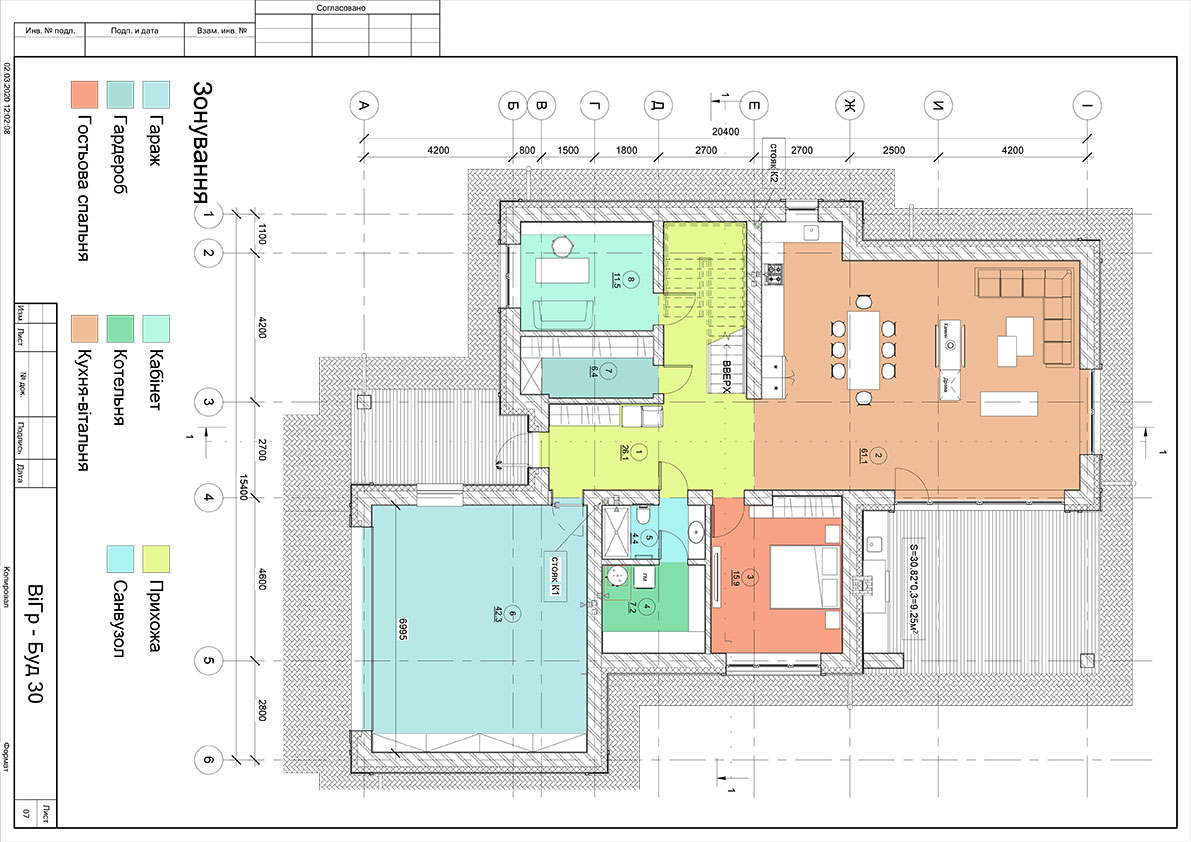 Согласовано
Инв. № подл.
Подп. и дата
Взам. инв. №
02.03.2020 12:02:08
Зонування
Гараж
Гардероб
Гостьова спальня
Кабінет
Котельня
Кухня-вітальня
Прихожа
Санвузол
А
Б
В
Г
Д
Е
Ж
И
І
1
20400
4200
800
1500
1800
2700
2700
2500
4200
стояк К2
1
2
3
4
5
6
1100
4200
2700
15400
4600
2800
8
11.5
7
6.4
ВВЕРХ
Камин
Дрова
1
26.1
2
61.1
1
1
5
4.4
3
15.9
4
7.2
ПМ
стояк К1
6
42.3
6995
S=30.82*0,3=9.25м²
1
Изм
Лист
№ док.
Подпись
Дата
ВіГр - Буд 30
Лист
07
Копировал
Формат